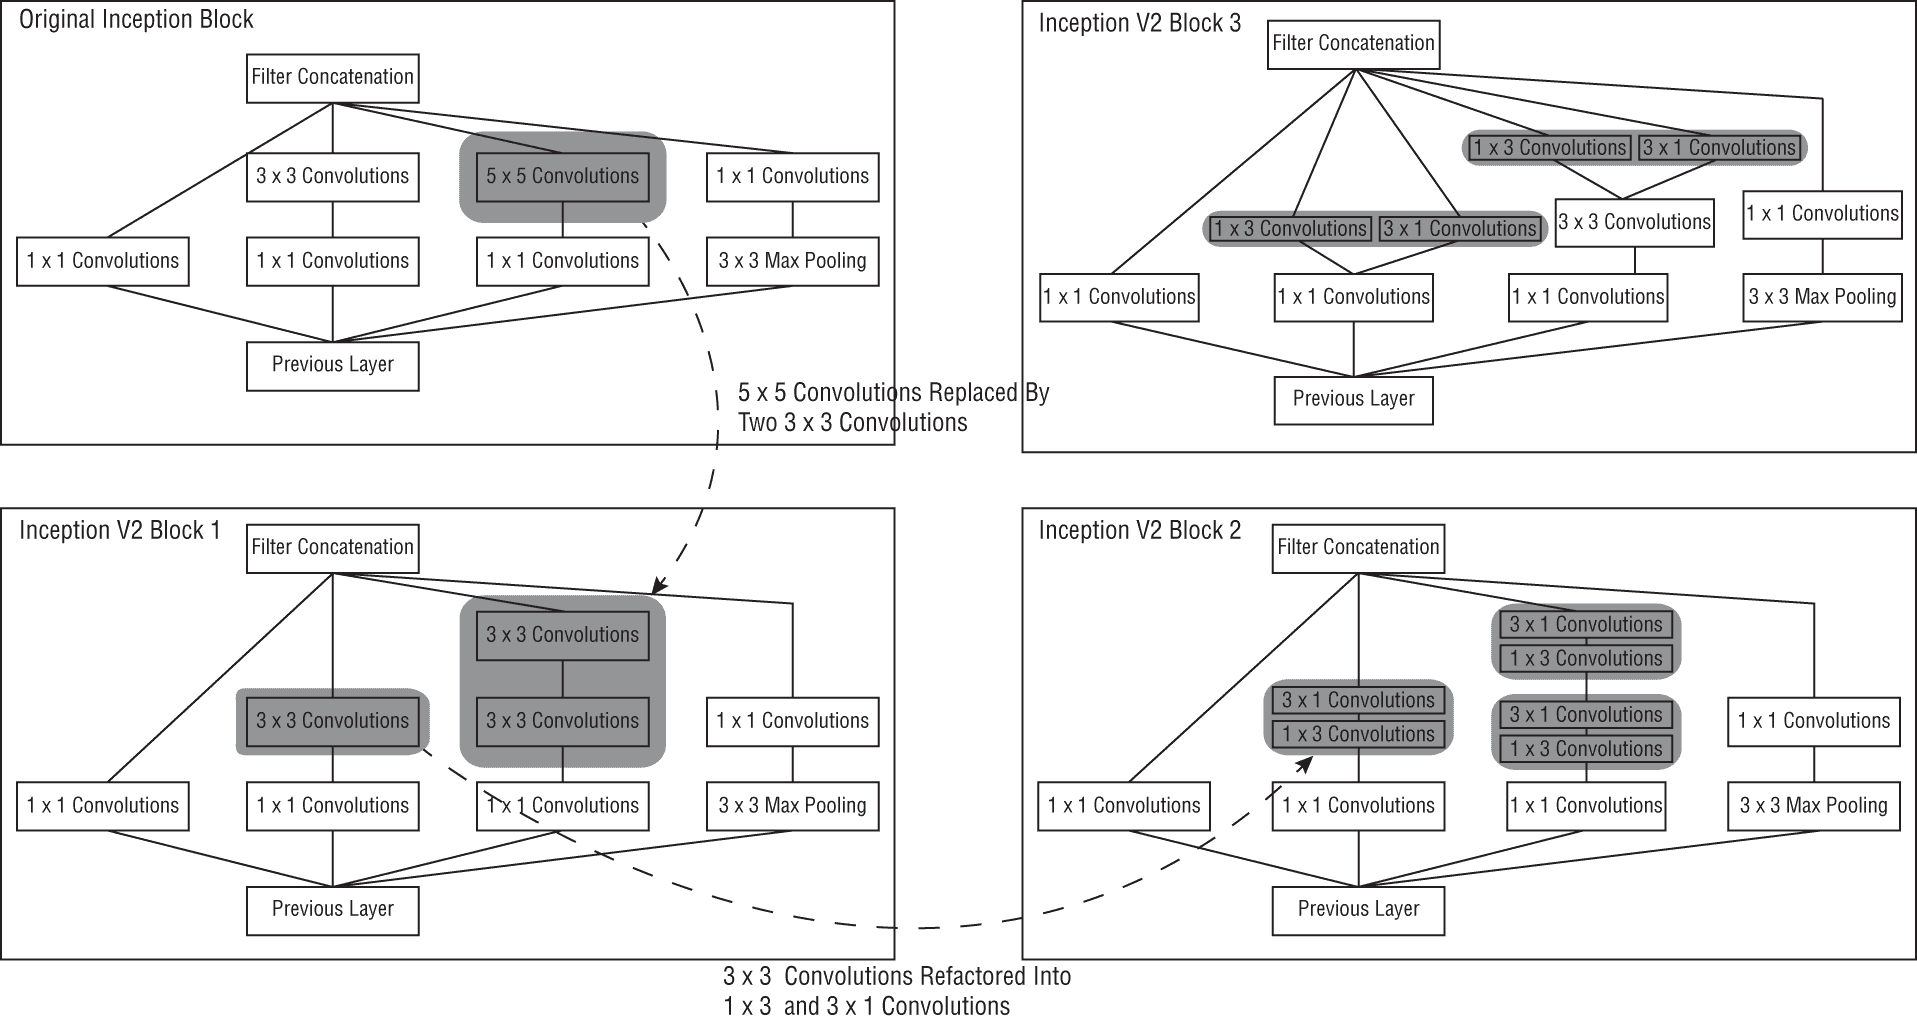 Original Inception Block
Filter Concatenation
3 x 3 Convolutions
5 x 5 Convolutions
1 x 1 Convolutions
1 x 1 Convolutions
1 x 1 Convolutions
1 x 1 Convolutions
3 x 3 Max Pooling
Previous Layer
5 x 5 Convolutions Replaced By
Two 3 x 3 Convolutions
Inception V2 Block 3
Filter Concatenation
1 x 3 Convolutions
3 x 1 Convolutions
1 x 3 Convolutions
3 x 1 Convolutions
3 x 3 Convolutions
1 x 1 Convolutions
1 x 1 Convolutions
1 x 1 Convolutions
1 x 1 Convolutions
3 x 3 Max Pooling
Previous Layer
Inception V2 Block 1
Filter Concatenation
3 x 3 Convolutions
3 x 3 Convolutions
3 x 3 Convolutions
1 x 1 Convolutions
1 x 1 Convolutions
1 x 1 Convolutions
1 x 1 Convolutions
3 x 3 Max Pooling
Previous Layer
Inception V2 Block 2
Filter Concatenation
3 x 1 Convolutions
1 x 3 Convolutions
3 x 1 Convolutions
1 x 3 Convolutions
3 x 1 Convolutions
1 x 3 Convolutions
1 x 1 Convolutions
1 x 1 Convolutions
1 x 1 Convolutions
1 x 1 Convolutions
3 x 3 Max Pooling
Previous Layer
3 x 3 Convolutions Refactored Into
1 x 3 and 3 x 1 Convolutions